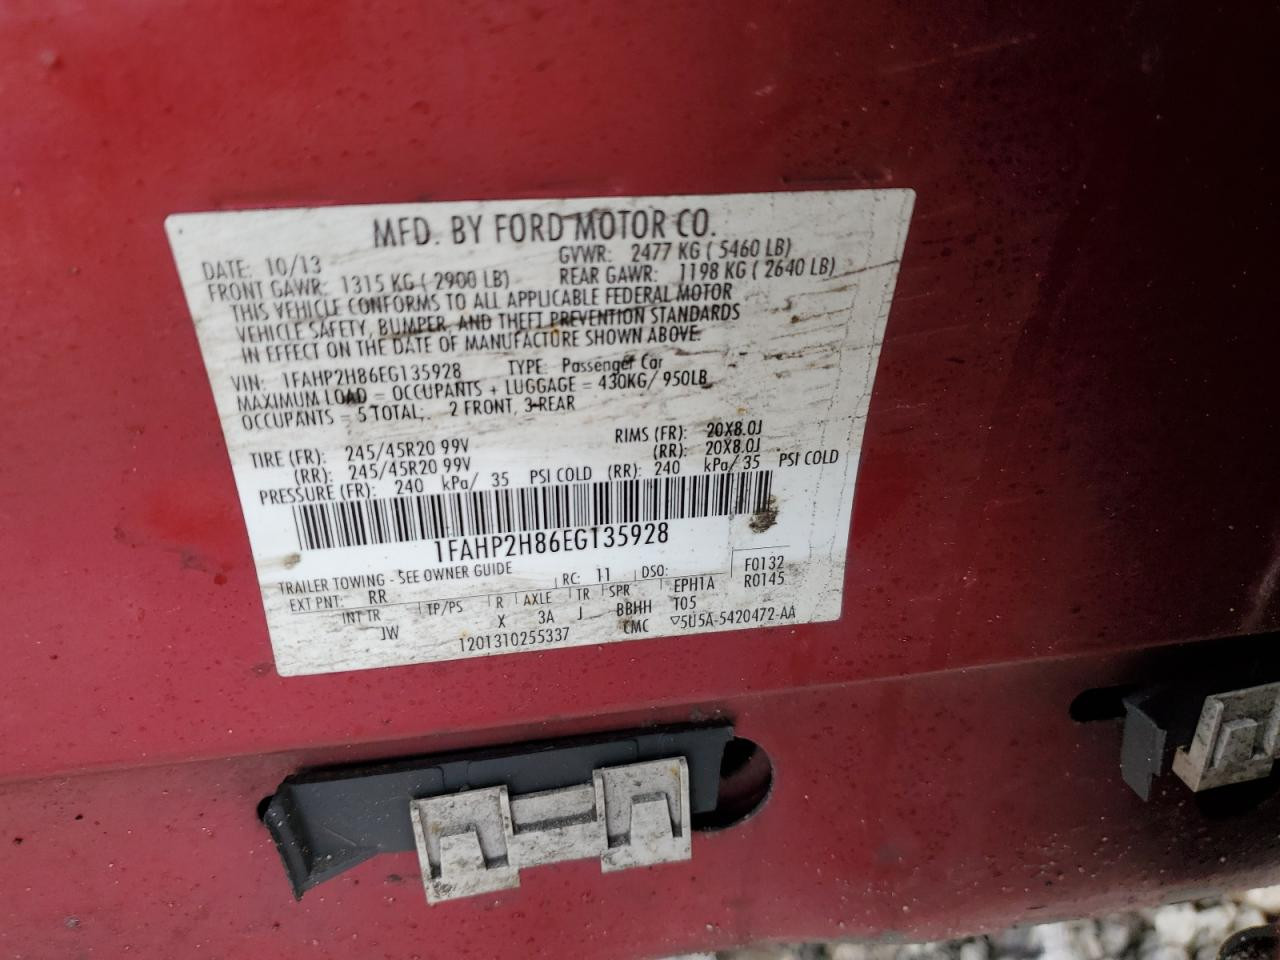 MFD. BY FORD MOTOR CO.
DATE: 10/13 GVWR: 2477 KG ( 5460 LB)
FRONT GAWR: 1315 KG ( 2900 LB) REAR GAWR: 1198 KG ( 2640 LB)
THIS VEHICLE CONFORMS TO ALL APPLICABLE FEDERAL MOTOR
VEHICLE SAFETY, BUMPER, AND THEFT PREVENTION STANDARDS
IN EFFECT ON THE DATE OF MANUFACTURE SHOWN ABOVE.
VIN: 1FAHP2H86EG135928 TYPE: Passenger Car
MAXIMUM LOAD = OCCUPANTS + LUGGAGE = 430KG/ 950LB
OCCUPANTS = 5 TOTAL; 2 FRONT, 3-REAR
TIRE (FR): 245/45R20 99V RIMS (FR): 20X8.0J
(RR): 245/45R20 99V (RR): 20X8.0J
PRESSURE (FR): 240 kPa/ 35 PSI COLD (RR): 240 kPa/ 35 PSI COLD
1FAHP2H86EG135928
TRAILER TOWING - SEE OWNER GUIDE F0132
EXT PNT: RR RC: 11 DSO: EPH1A R0145
INT TR TP/PS R AXLE TR SPR T05
JW X 3A J BBHH
1201310255337 CMC ▽5U5A-5420472-AA